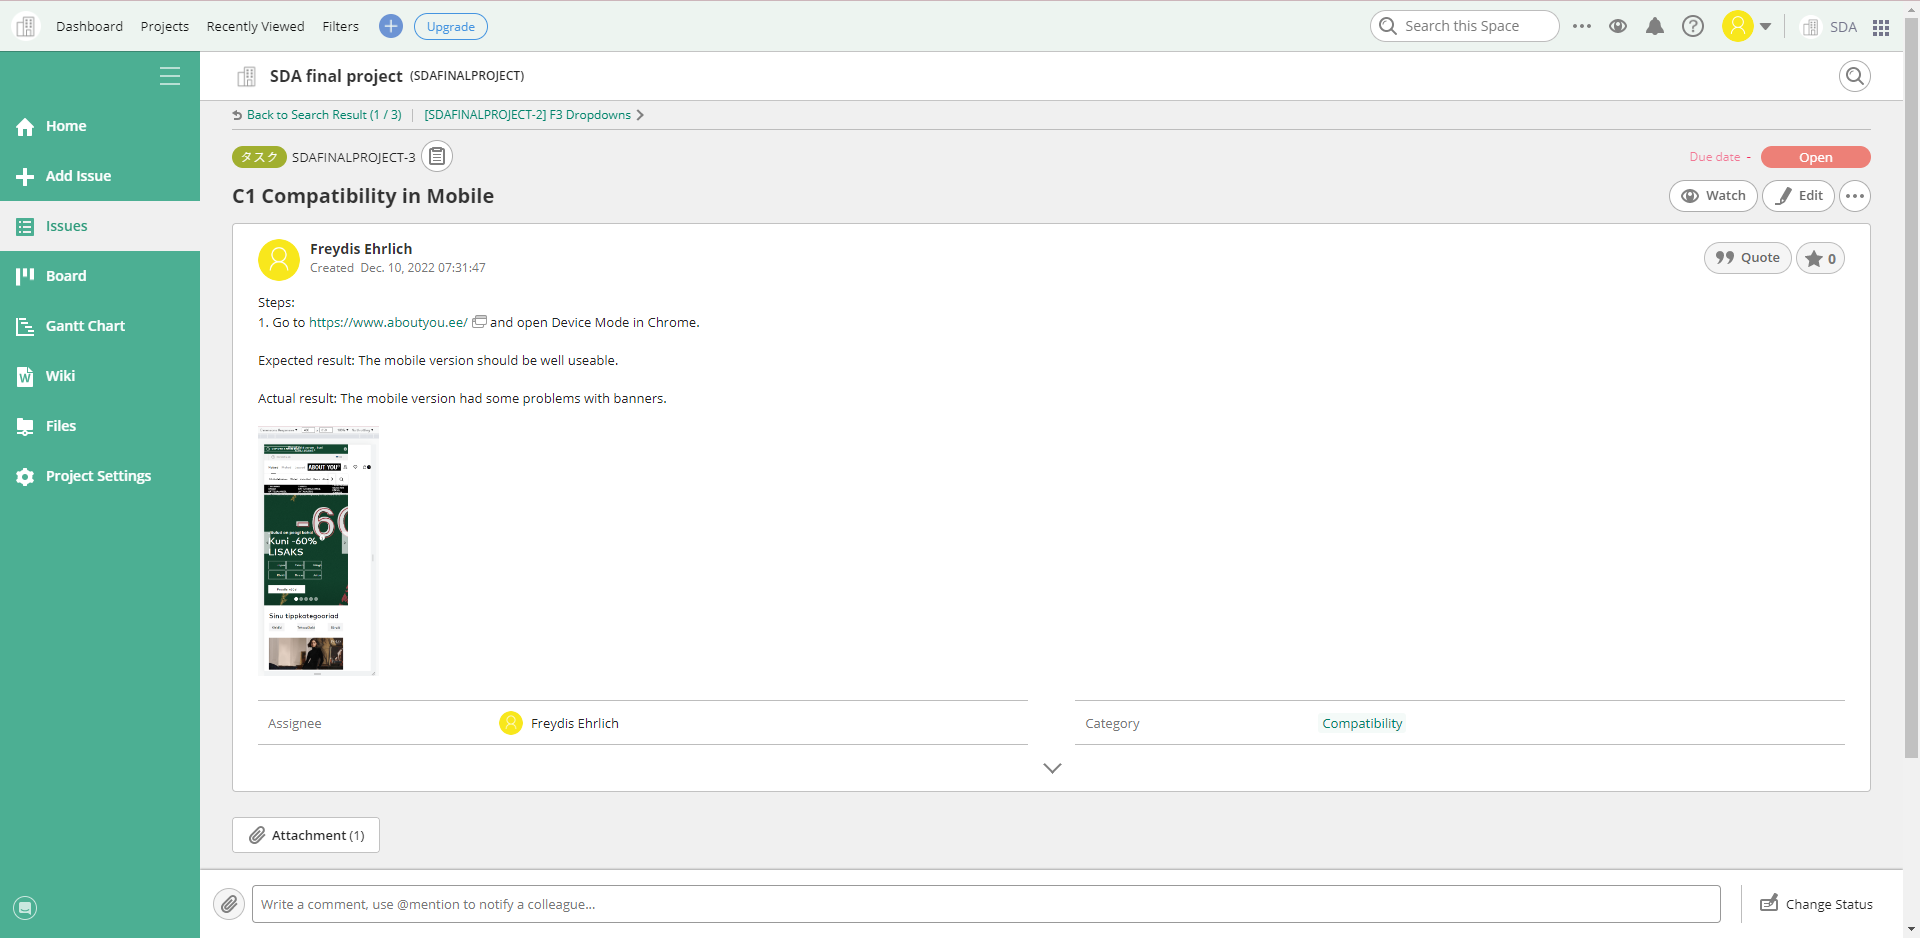 Dashboard Projects Recently Viewed Filters Upgrade Search this Space SDA
SDA final project (SDAFINALPROJECT)
Back to Search Result (1 / 3) [SDAFINALPROJECT-2] F3 Dropdowns
タスク SDAFINALPROJECT-3 Due date - Open
C1 Compatibility in Mobile Watch Edit
Home
Add Issue
Issues
Board
Gantt Chart
Wiki
Files
Project Settings
Freydis Ehrlich
Created Dec. 10, 2022 07:31:47
Quote 0
Steps:
1. Go to https://www.aboutyou.ee/ and open Device Mode in Chrome.
Expected result: The mobile version should be well useable.
Actual result: The mobile version had some problems with banners.
ABOUT YOU
-60
Kuni -60%
LISAKS
Sinu tippkategooriad
Assignee Freydis Ehrlich
Category Compatibility
Attachment (1)
Write a comment, use @mention to notify a colleague...
Change Status